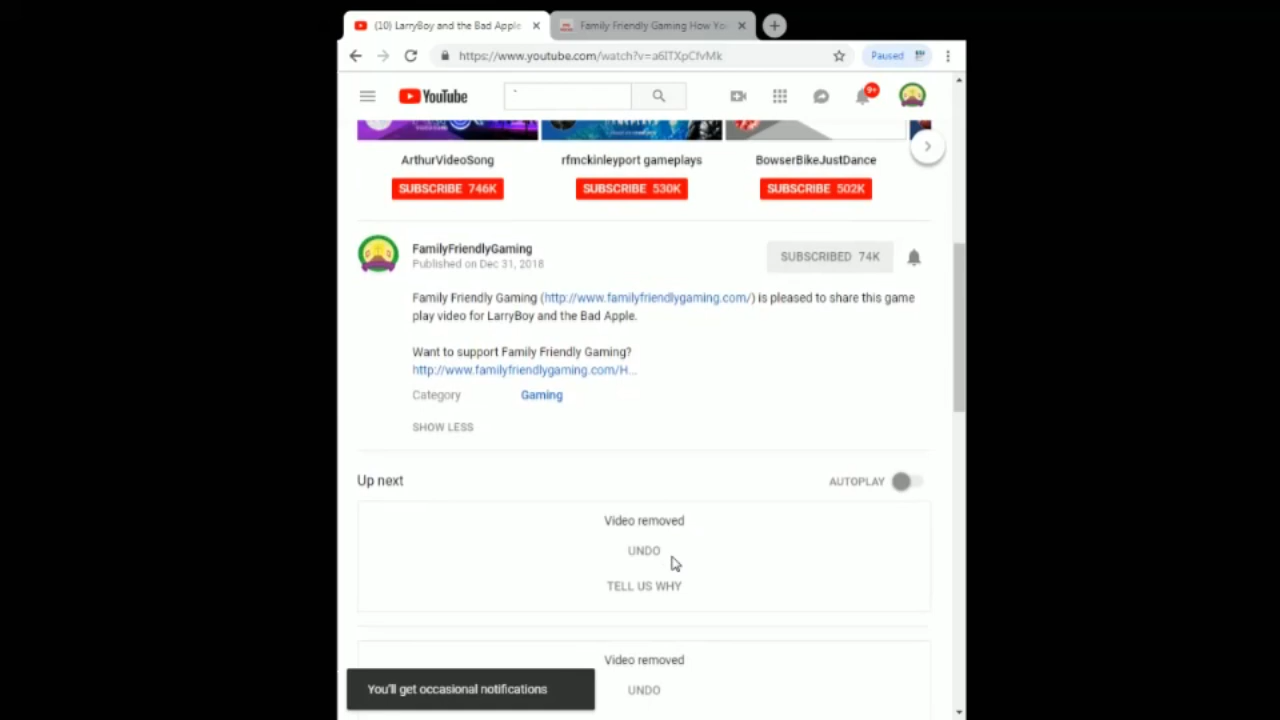 (10) LarryBoy and the Bad Apple
Family Friendly Gaming How Yo
https://www.youtube.com/watch?v=a6ITXpCfvMk
Paused
YouTube
9+
ArthurVideoSong
rfmckinleyport gameplays
BowserBikeJustDance
SUBSCRIBE 746K
SUBSCRIBE 530K
SUBSCRIBE 502K
FamilyFriendlyGaming
Published on Dec 31, 2018
SUBSCRIBED 74K
Family Friendly Gaming (http://www.familyfriendlygaming.com/) is pleased to share this game
play video for LarryBoy and the Bad Apple.
Want to support Family Friendly Gaming?
http://www.familyfriendlygaming.com/H...
Category
Gaming
SHOW LESS
Up next
AUTOPLAY
Video removed
UNDO
TELL US WHY
Video removed
UNDO
You'll get occasional notifications